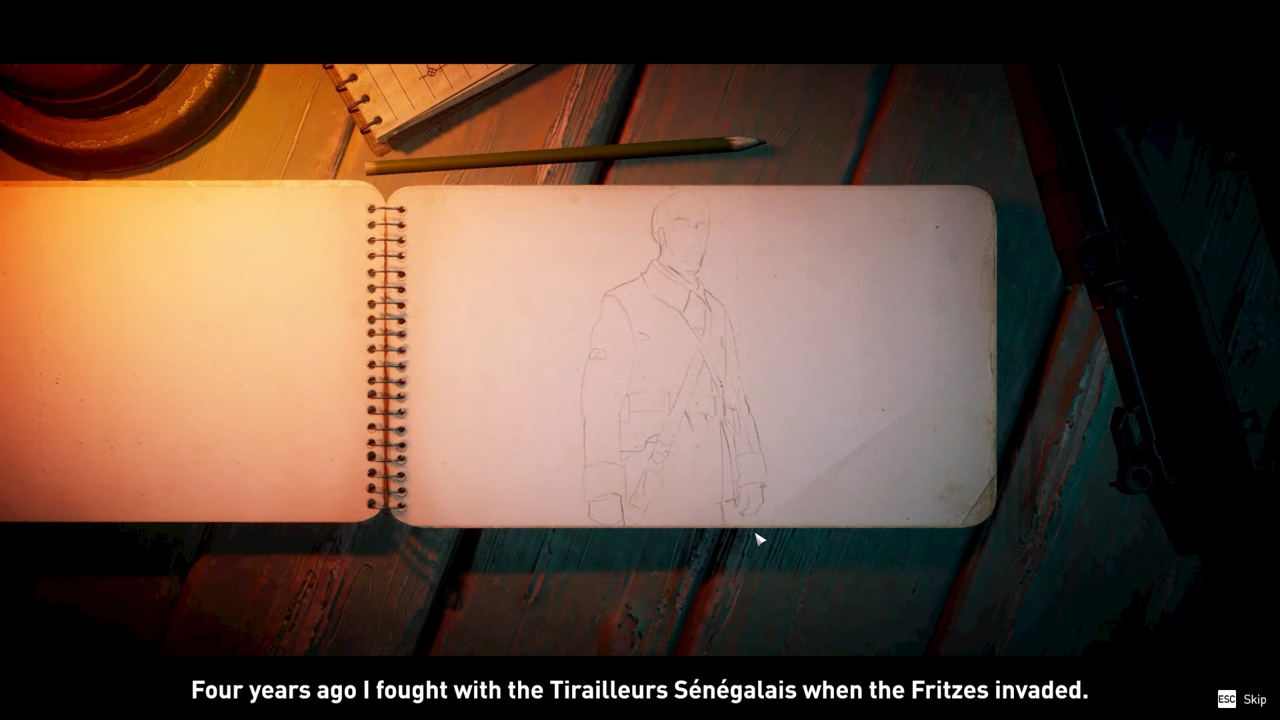 Four years ago I fought with the Tirailleurs Sénégalais when the Fritzes invaded.
ESC Skip